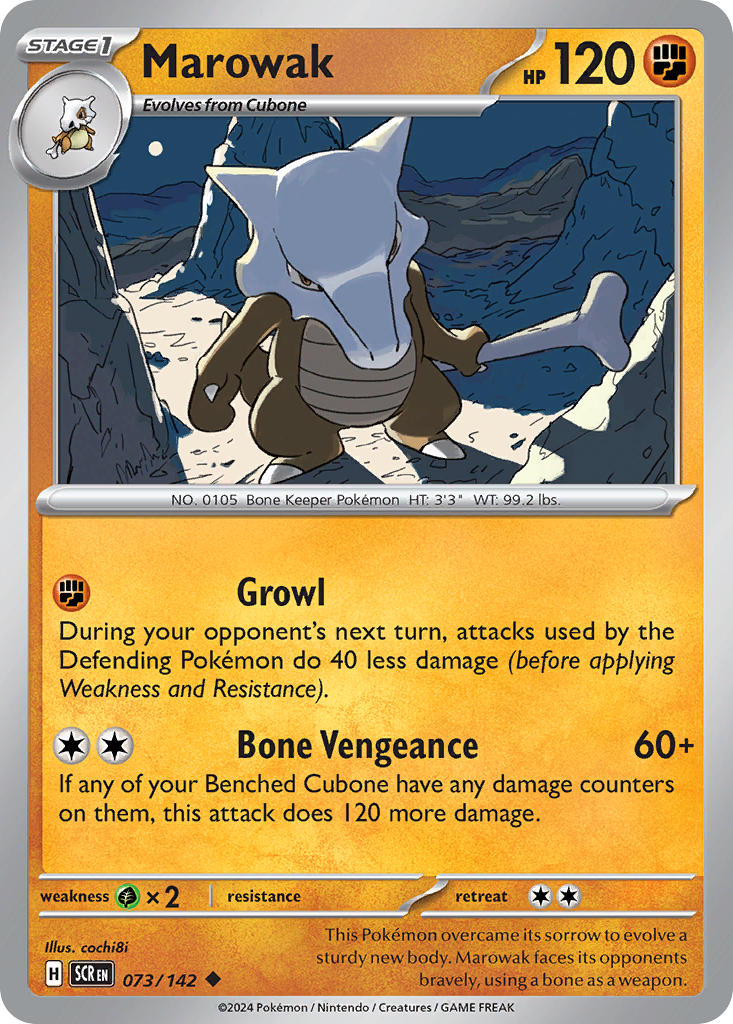 STAGE 1
Marowak
HP 120
Evolves from Cubone
NO. 0105 Bone Keeper Pokémon HT: 3'3" WT: 99.2 lbs.
Growl
During your opponent's next turn, attacks used by the
Defending Pokémon do 40 less damage (before applying
Weakness and Resistance).
Bone Vengeance 60+
If any of your Benched Cubone have any damage counters
on them, this attack does 120 more damage.
weakness ×2 resistance retreat
Illus. cochi8i
H SCR EN 073/142
This Pokémon overcame its sorrow to evolve a
sturdy new body. Marowak faces its opponents
bravely, using a bone as a weapon.
©2024 Pokémon / Nintendo / Creatures / GAME FREAK